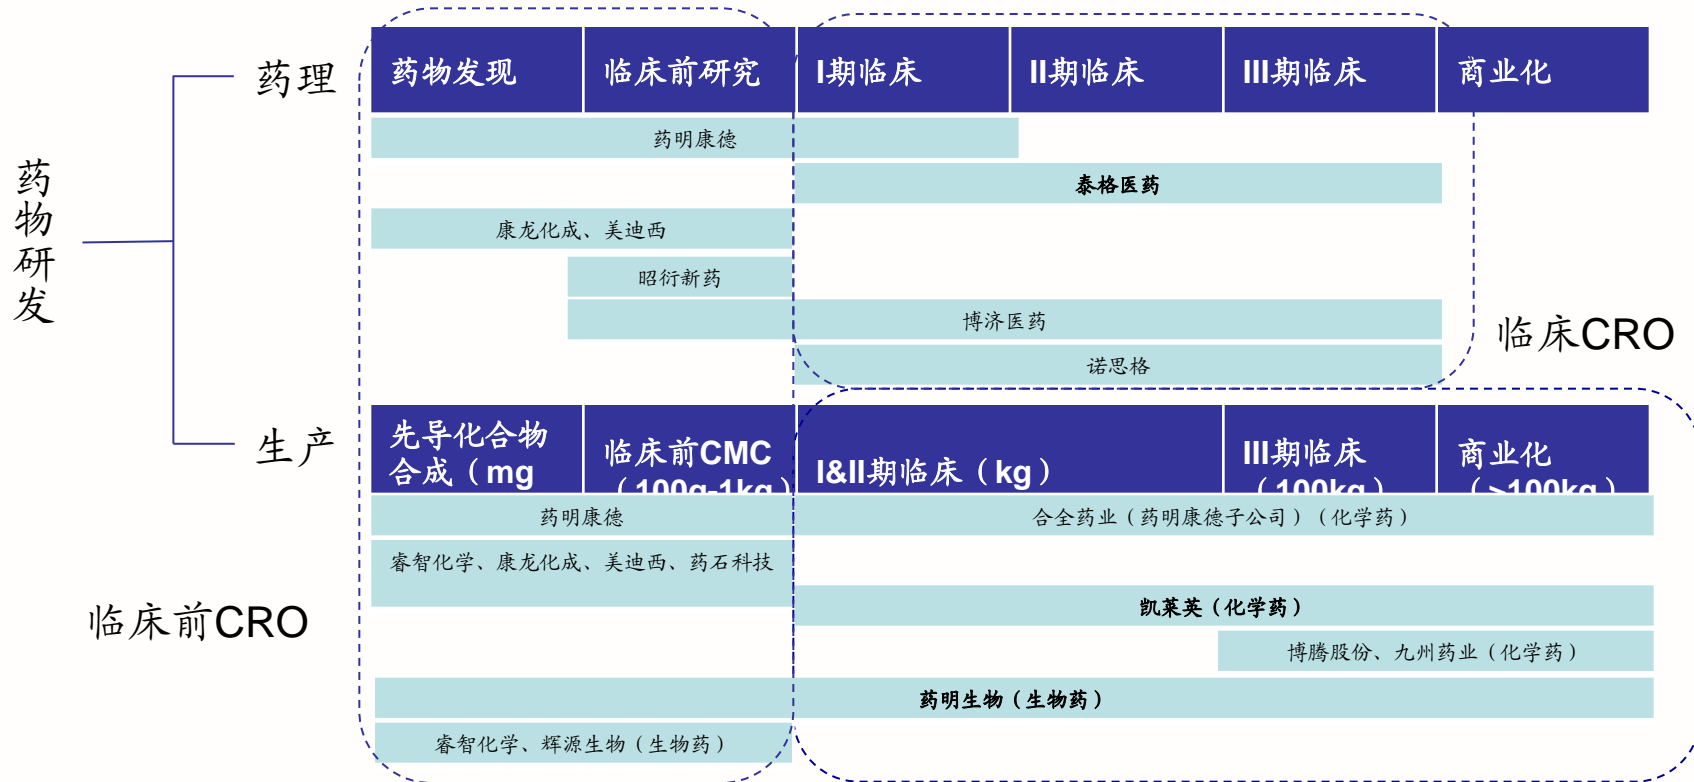 药物研发
药理
药物发现
临床前研究
I期临床
II期临床
III期临床
商业化
药明康德
泰格医药
康龙化成、美迪西
昭衍新药
博济医药
诺思格
临床CRO
生产
先导化合物
合成（mg
临床前CMC
（100g-1kg）
I&II期临床（kg）
III期临床
（100kg）
商业化
（>100kg）
药明康德
合全药业（药明康德子公司）（化学药）
睿智化学、康龙化成、美迪西、药石科技
凯莱英（化学药）
临床前CRO
博腾股份、九州药业（化学药）
药明生物（生物药）
睿智化学、辉源生物（生物药）